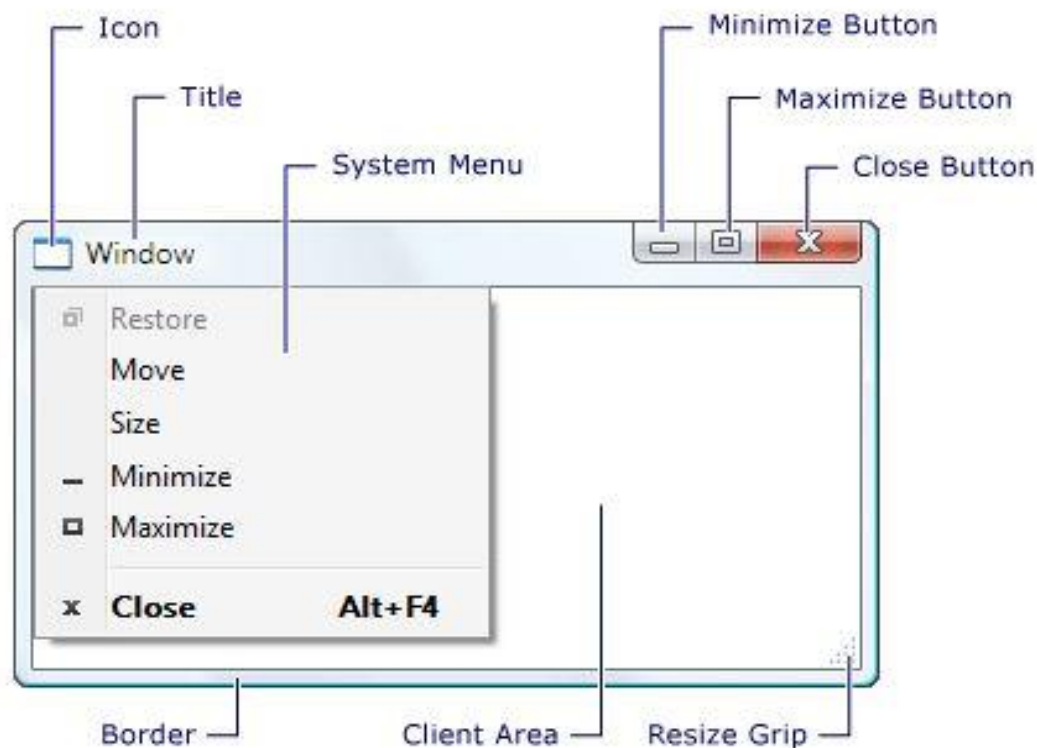 Icon
Minimize Button
Title
Maximize Button
System Menu
Close Button
Window
Restore
Move
Size
Minimize
Maximize
Close Alt+F4
Border
Client Area
Resize Grip